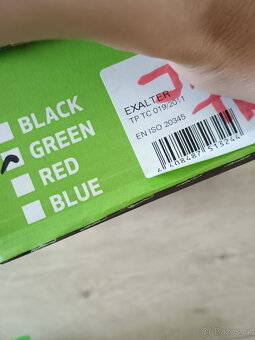 BLACK
GREEN
RED
BLUE
EXALTER
TP TC 019/2011
EN ISO 20345